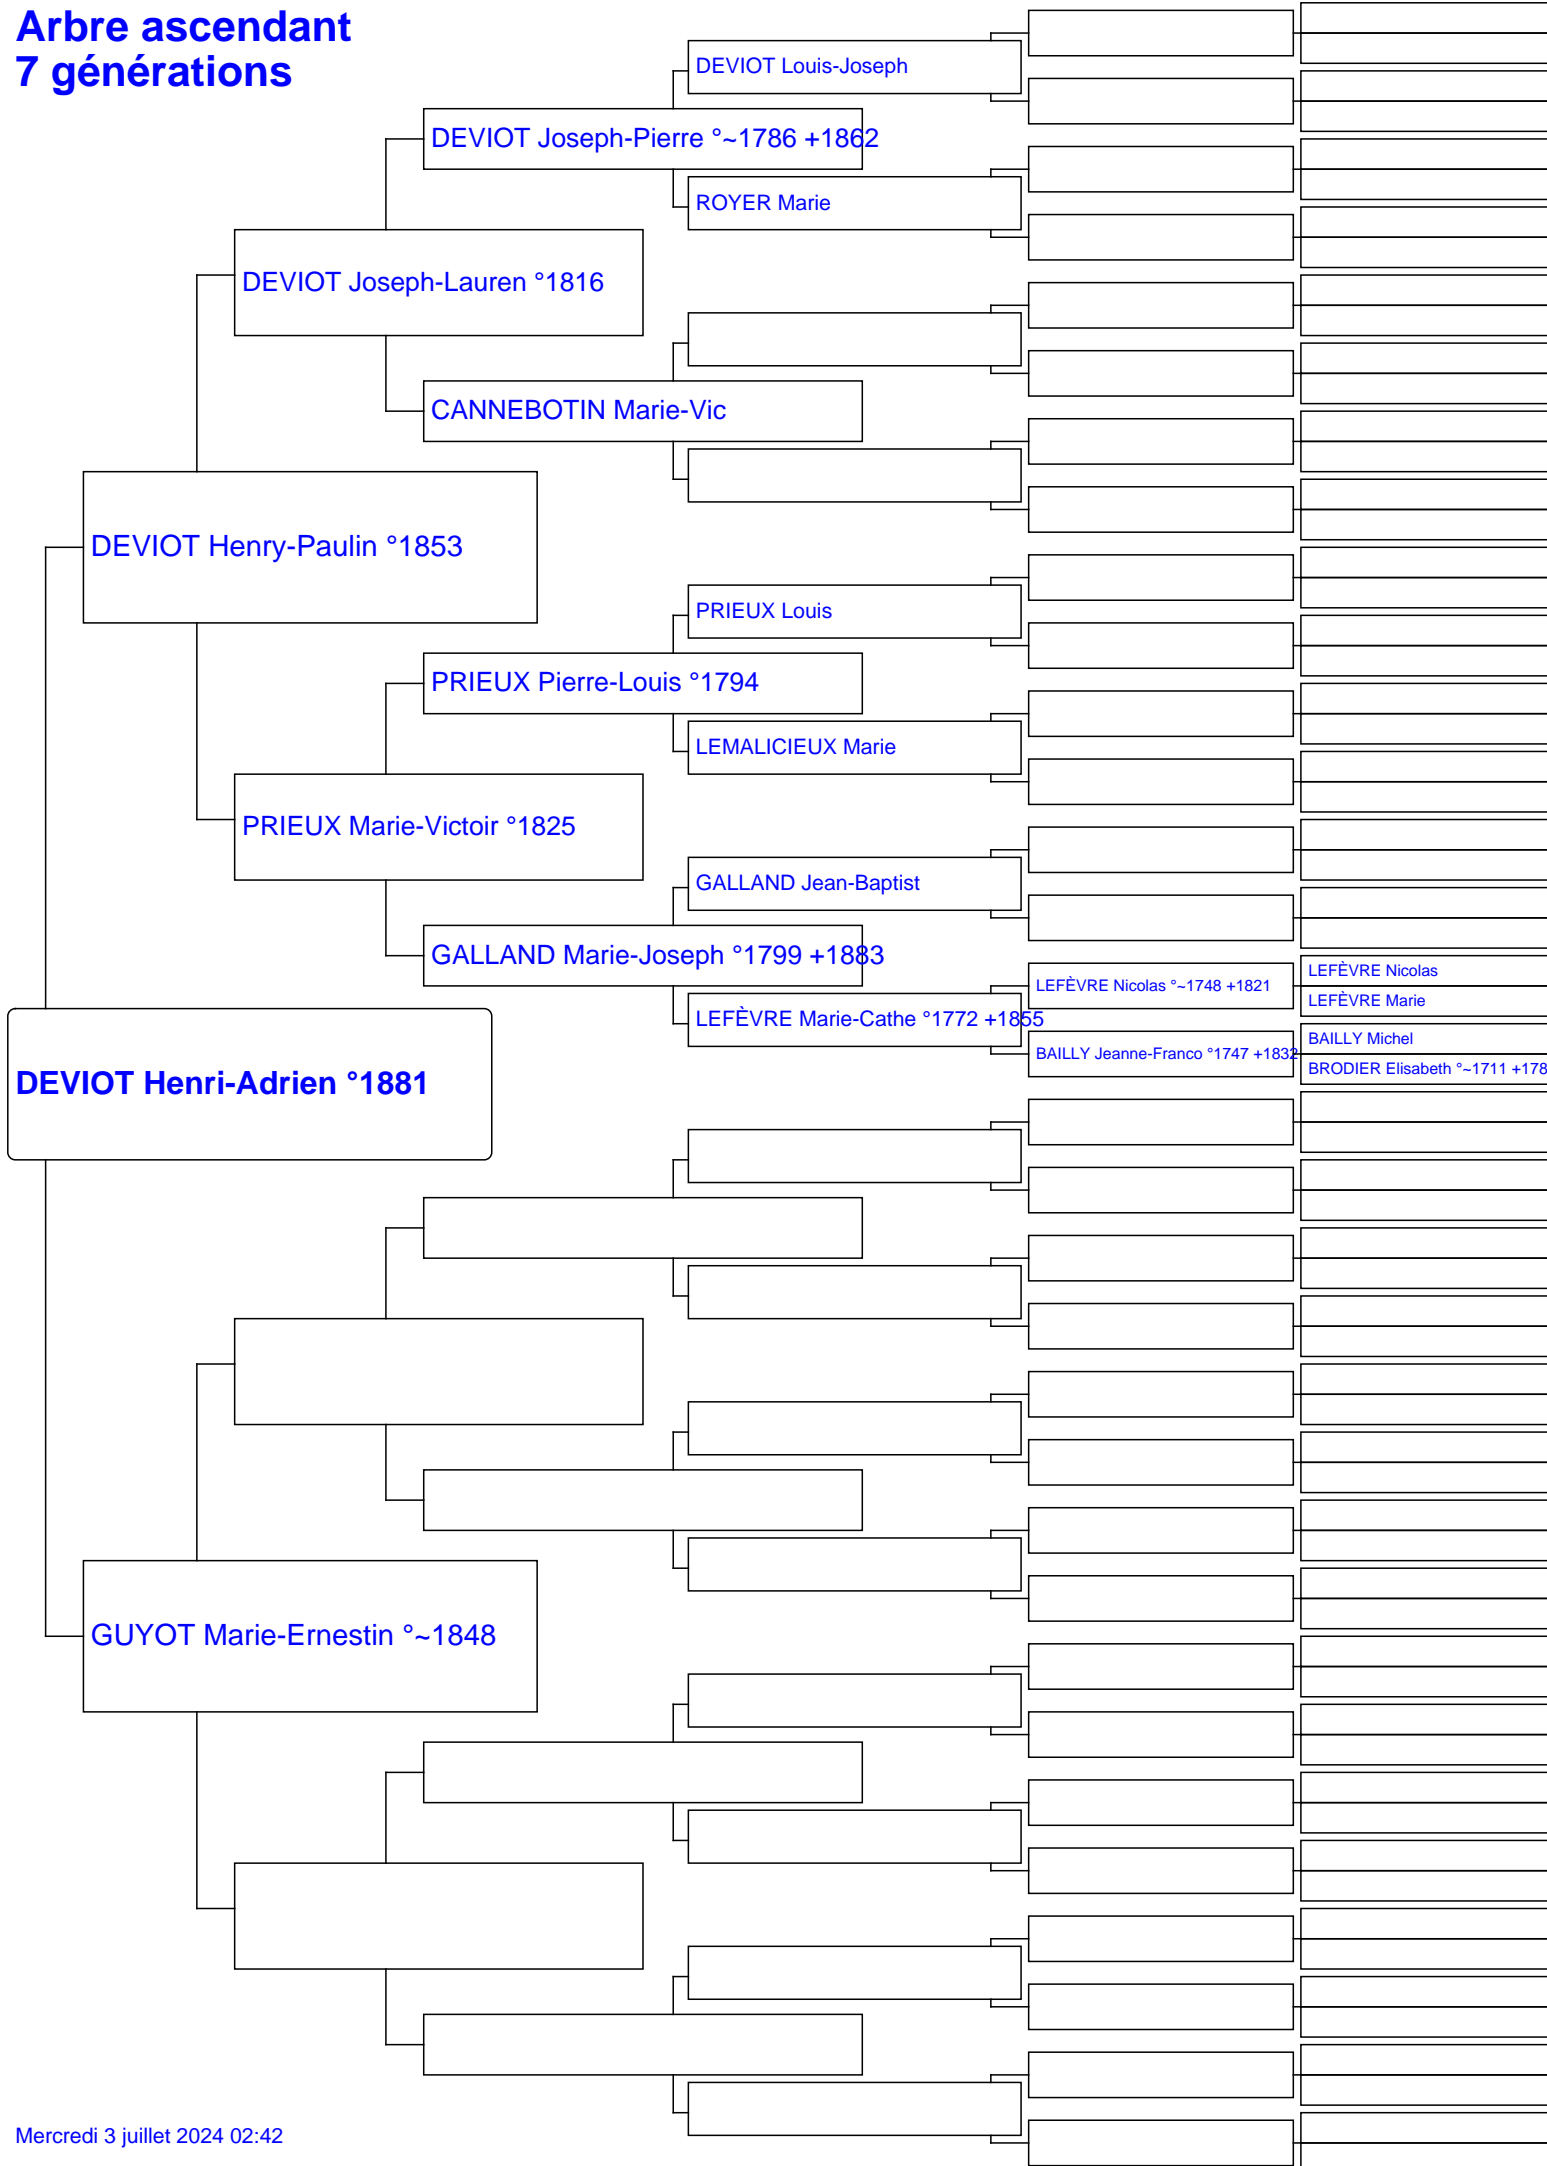 Arbre ascendant
7 générations
DEVIOT Louis-Joseph
DEVIOT Joseph-Pierre °~1786 +1862
ROYER Marie
DEVIOT Joseph-Lauren °1816
CANNEBOTIN Marie-Vic
DEVIOT Henry-Paulin °1853
PRIEUX Louis
PRIEUX Pierre-Louis °1794
LEMALICIEUX Marie
PRIEUX Marie-Victoir °1825
GALLAND Jean-Baptist
GALLAND Marie-Joseph °1799 +1883
LEFÈVRE Nicolas
LEFÈVRE Nicolas °~1748 +1821
LEFÈVRE Marie
LEFÈVRE Marie-Cathe °1772 +1855
BAILLY Michel
BAILLY Jeanne-Franco °1747 +1832
BRODIER Elisabeth °~1711 +178
DEVIOT Henri-Adrien °1881
GUYOT Marie-Ernestin °~1848
Mercredi 3 juillet 2024 02:42